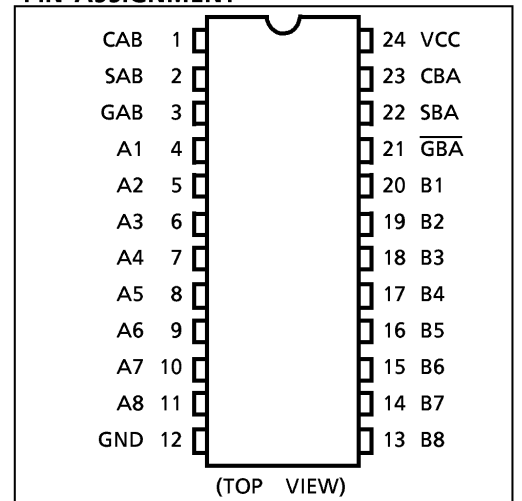 CAB 1 24 VCC
SAB 2 23 CBA
GAB 3 22 SBA
A1 4 21 G̅B̅A̅
A2 5 20 B1
A3 6 19 B2
A4 7 18 B3
A5 8 17 B4
A6 9 16 B5
A7 10 15 B6
A8 11 14 B7
GND 12 13 B8
(TOP VIEW)